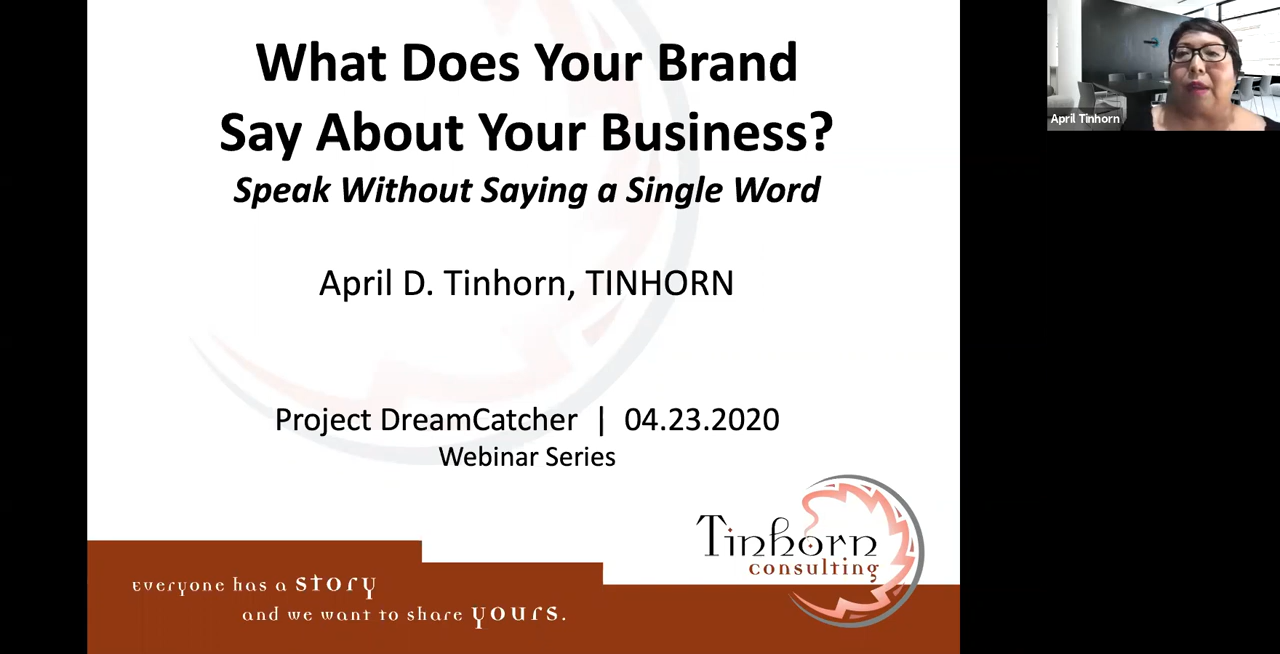 What Does Your Brand
Say About Your Business?
Speak Without Saying a Single Word
April D. Tinhorn, TINHORN
Project DreamCatcher | 04.23.2020
Webinar Series
Tinhorn
consulting
everyone has a story
and we want to share yours.
April Tinhorn